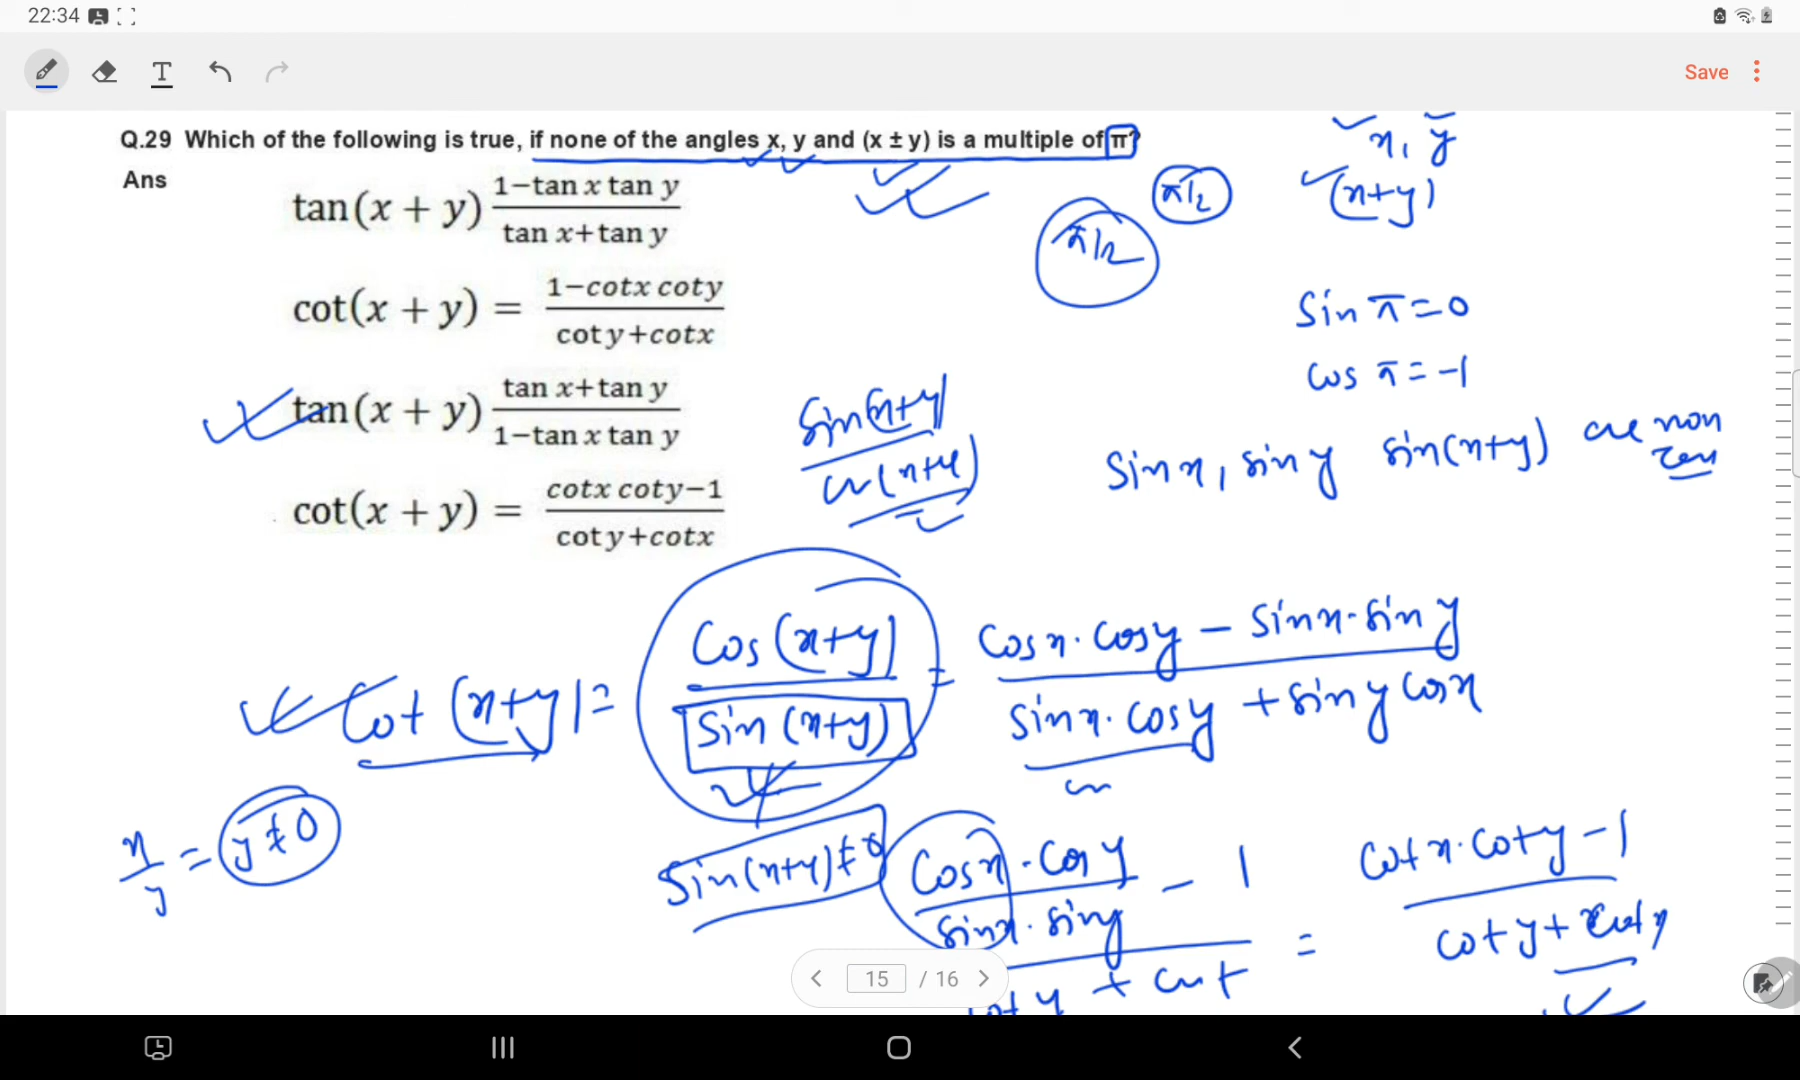 22:34
Save
Q.29 Which of the following is true, if none of the angles x, y and (x ± y) is a multiple of π?
Ans
tan(x + y) 1−tan x tan y / tan x+tan y
cot(x + y) = 1−cotx coty / coty+cotx
tan(x + y) tan x+tan y / 1−tan x tan y
cot(x + y) = cotx coty−1 / coty+cotx
x, y
(x+y)
π/2
π/2
Sin π = 0
Cos π = -1
Sin(x+y)
(x+y)
Sin x, sin y sin(x+y) are non
zero
Cot (x+y) = Cos (x+y) / Sin (x+y) = Cos x. Cos y - Sin x. Sin y / Sin x. Cos y + Sin y Cos x
x / y = y ≠ 0
Sin(x+y) ≠ 0
Cos x . Cos y / Sin x . Sin y - 1 = Cot x. Cot y - 1 / Cot y + Cot x
cot y + cot
15 / 16